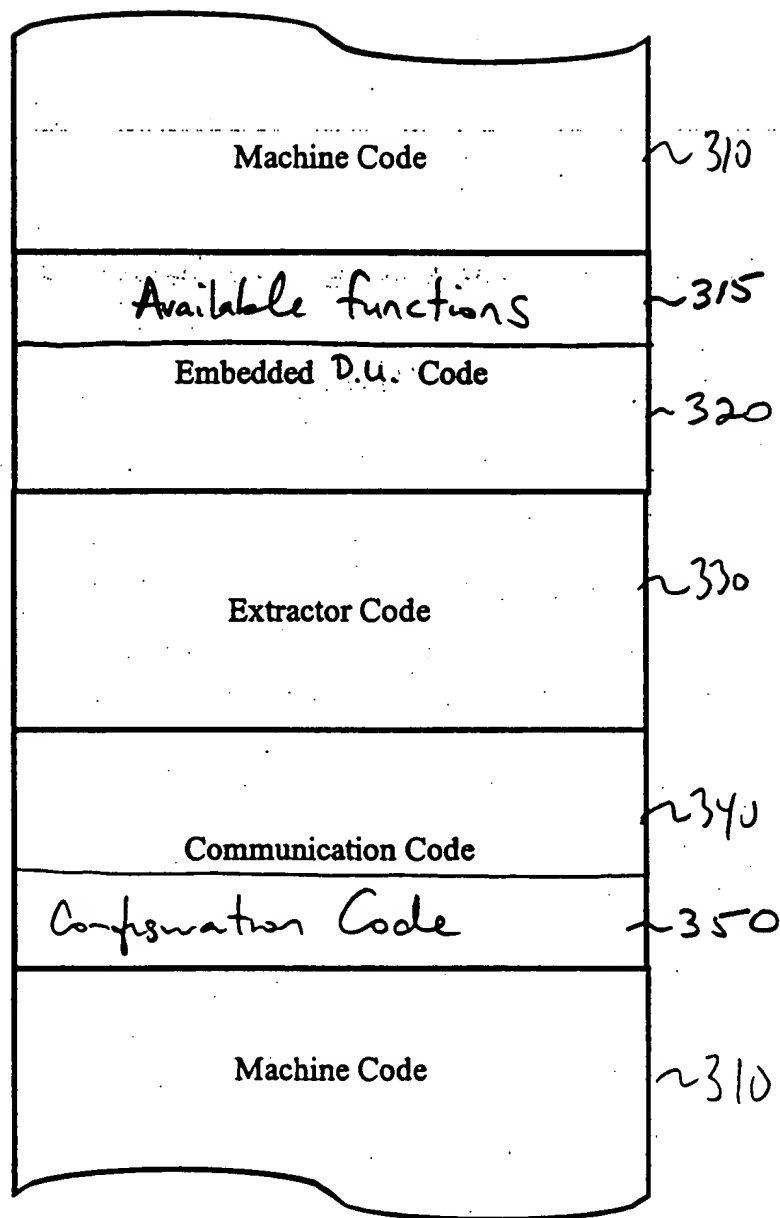 Machine Code ~310
Available functions ~315
Embedded D.U. Code ~320
Extractor Code ~330
Communication Code ~340
Configuration Code ~350
Machine Code ~310